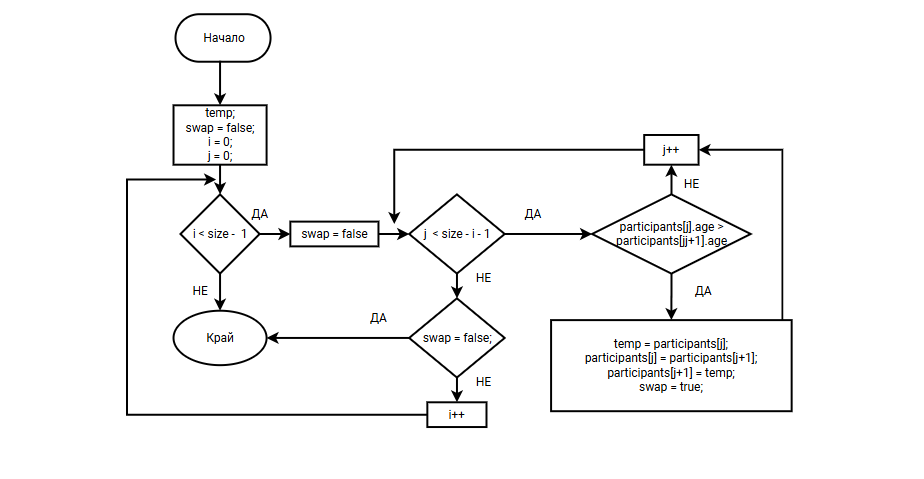 Начало
temp;
swap = false;
i = 0;
j = 0;
i < size -  1
ДА
swap = false
j  < size - i - 1
ДА
participants[j].age >
participants[jj+1].age
НЕ
j++
ДА
temp = participants[j];
participants[j] = participants[j+1];
participants[j+1] = temp;
swap = true;
НЕ
swap = false;
ДА
НЕ
Край
НЕ
i++